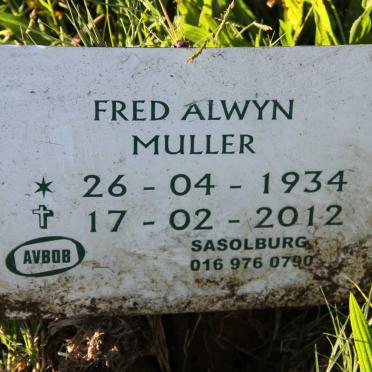 FRED ALWYN
MULLER
26 - 04 - 1934
17 - 02 - 2012
AVBOB
SASOLBURG
016 976 0790